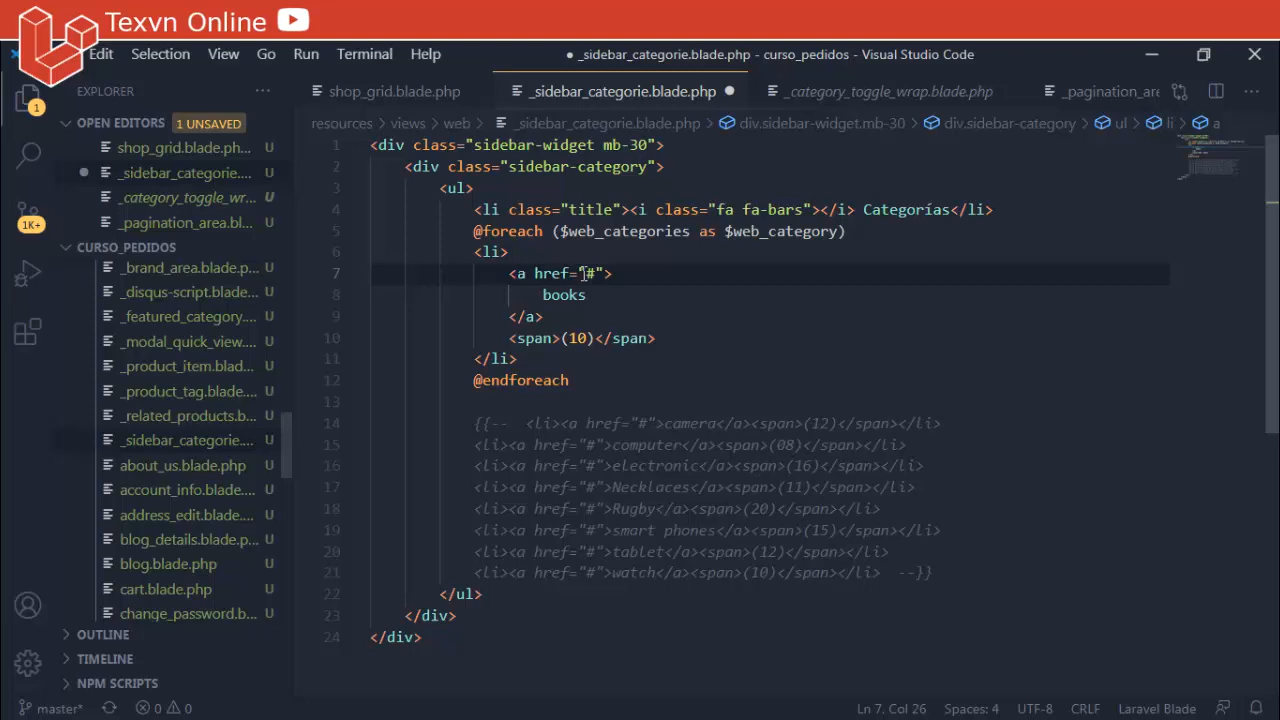 Texvn Online
Edit Selection View Go Run Terminal Help
● _sidebar_categorie.blade.php - curso_pedidos - Visual Studio Code
EXPLORER ...
shop_grid.blade.php _sidebar_categorie.blade.php ● _category_toggle_wrap.blade.php _pagination_are ...
resources > views > web > _sidebar_categorie.blade.php > div.sidebar-widget.mb-30 > div.sidebar-category > ul > li > a
OPEN EDITORS 1 UNSAVED
shop_grid.blade.ph... U
● _sidebar_categorie.... U
_category_toggle_wr... U
_pagination_area.bl... U
CURSO_PEDIDOS
_brand_area.blade.p... U
_disqus-script.blade... U
_featured_category.... U
_modal_quick_view.... U
_product_item.blad... U
_product_tag.blade.... U
_related_products.b... U
_sidebar_categorie.... U
about_us.blade.php U
account_info.blade.... U
address_edit.blade.... U
blog_details.blade.p... U
blog.blade.php U
cart.blade.php U
change_password.b... U
OUTLINE
TIMELINE
NPM SCRIPTS
1
1K+
1 <div class="sidebar-widget mb-30">
2 <div class="sidebar-category">
3 <ul>
4 <li class="title"><i class="fa fa-bars"></i> Categorías</li>
5 @foreach ($web_categories as $web_category)
6 <li>
7 <a href="#">
8 books
9 </a>
10 <span>(10)</span>
11 </li>
12 @endforeach
13
14 {{-- <li><a href="#">camera</a><span>(12)</span></li>
15 <li><a href="#">computer</a><span>(08)</span></li>
16 <li><a href="#">electronic</a><span>(16)</span></li>
17 <li><a href="#">Necklaces</a><span>(11)</span></li>
18 <li><a href="#">Rugby</a><span>(20)</span></li>
19 <li><a href="#">smart phones</a><span>(15)</span></li>
20 <li><a href="#">tablet</a><span>(12)</span></li>
21 <li><a href="#">watch</a><span>(10)</span></li> --}}
22 </ul>
23 </div>
24 </div>
master* 0 0 Ln 7, Col 26 Spaces: 4 UTF-8 CRLF Laravel Blade